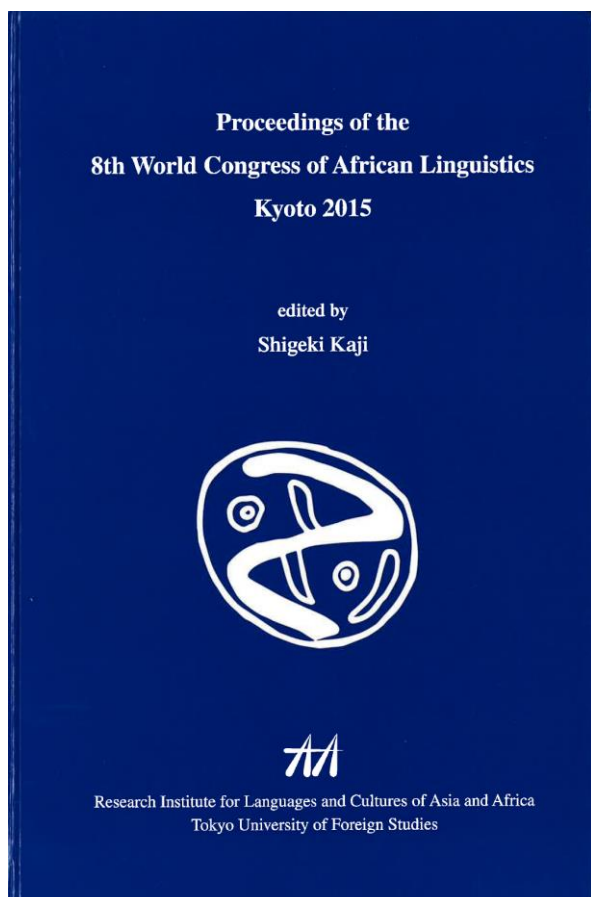 Proceedings of the
8th World Congress of African Linguistics
Kyoto 2015
edited by
Shigeki Kaji
AA
Research Institute for Languages and Cultures of Asia and Africa
Tokyo University of Foreign Studies